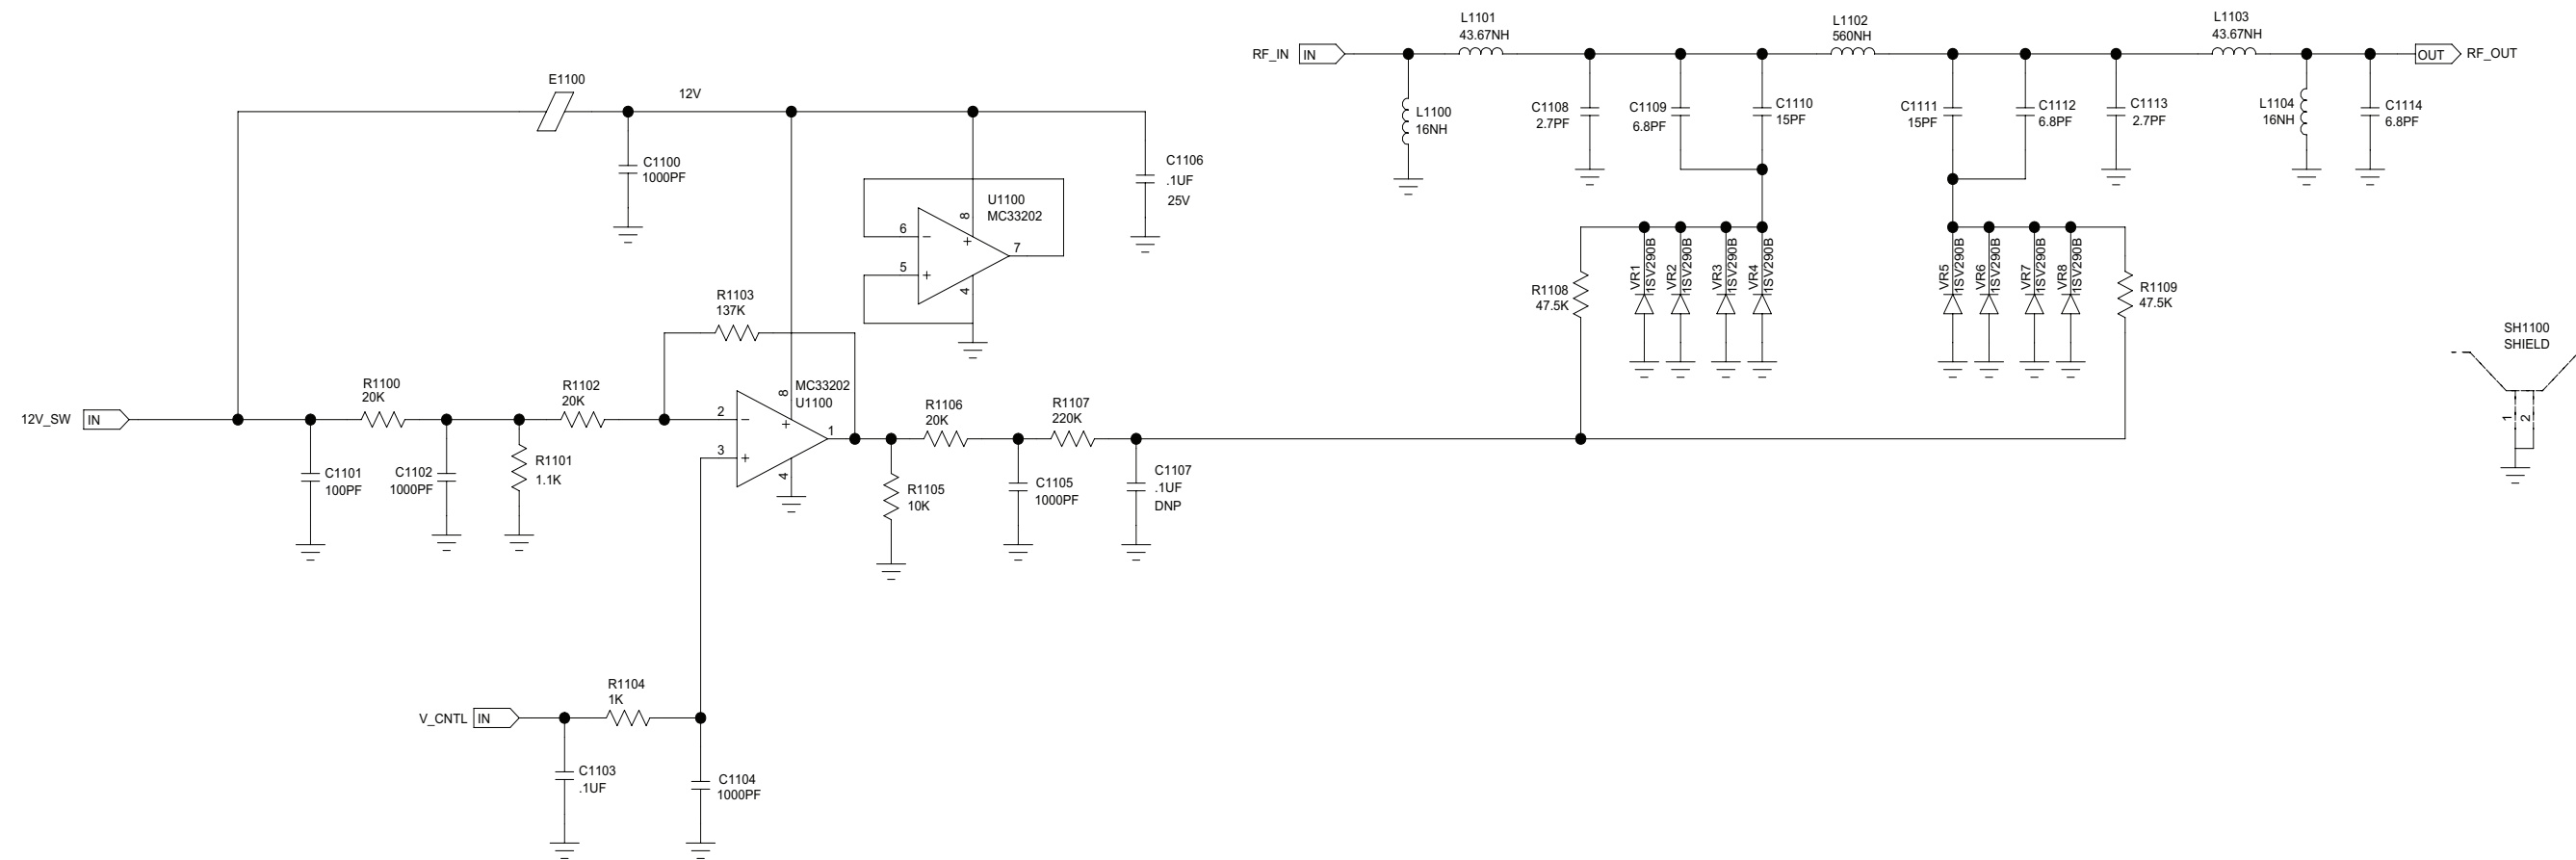 L1101
43.67NH
L1102
560NH
L1103
43.67NH
RF_IN
IN
OUT
RF_OUT
E1100
12V
L1100
16NH
C1108
2.7PF
C1109
6.8PF
C1110
15PF
C1111
15PF
C1112
6.8PF
C1113
2.7PF
L1104
16NH
C1114
6.8PF
C1100
1000PF
C1106
.1UF
25V
U1100
MC33202
8
6
−
+
7
5
+
4
R1108
47.5K
VR1
1SV290B
VR2
1SV290B
VR3
1SV290B
VR4
1SV290B
VR5
1SV290B
VR6
1SV290B
VR7
1SV290B
VR8
1SV290B
R1109
47.5K
R1103
137K
SH1100
SHIELD
1
2
12V_SW
IN
R1100
20K
R1102
20K
MC33202
U1100
8
2
−
+
1
3
+
4
R1106
20K
R1107
220K
C1101
100PF
C1102
1000PF
R1101
1.1K
R1105
10K
C1105
1000PF
C1107
.1UF
DNP
V_CNTL
IN
R1104
1K
C1103
.1UF
C1104
1000PF